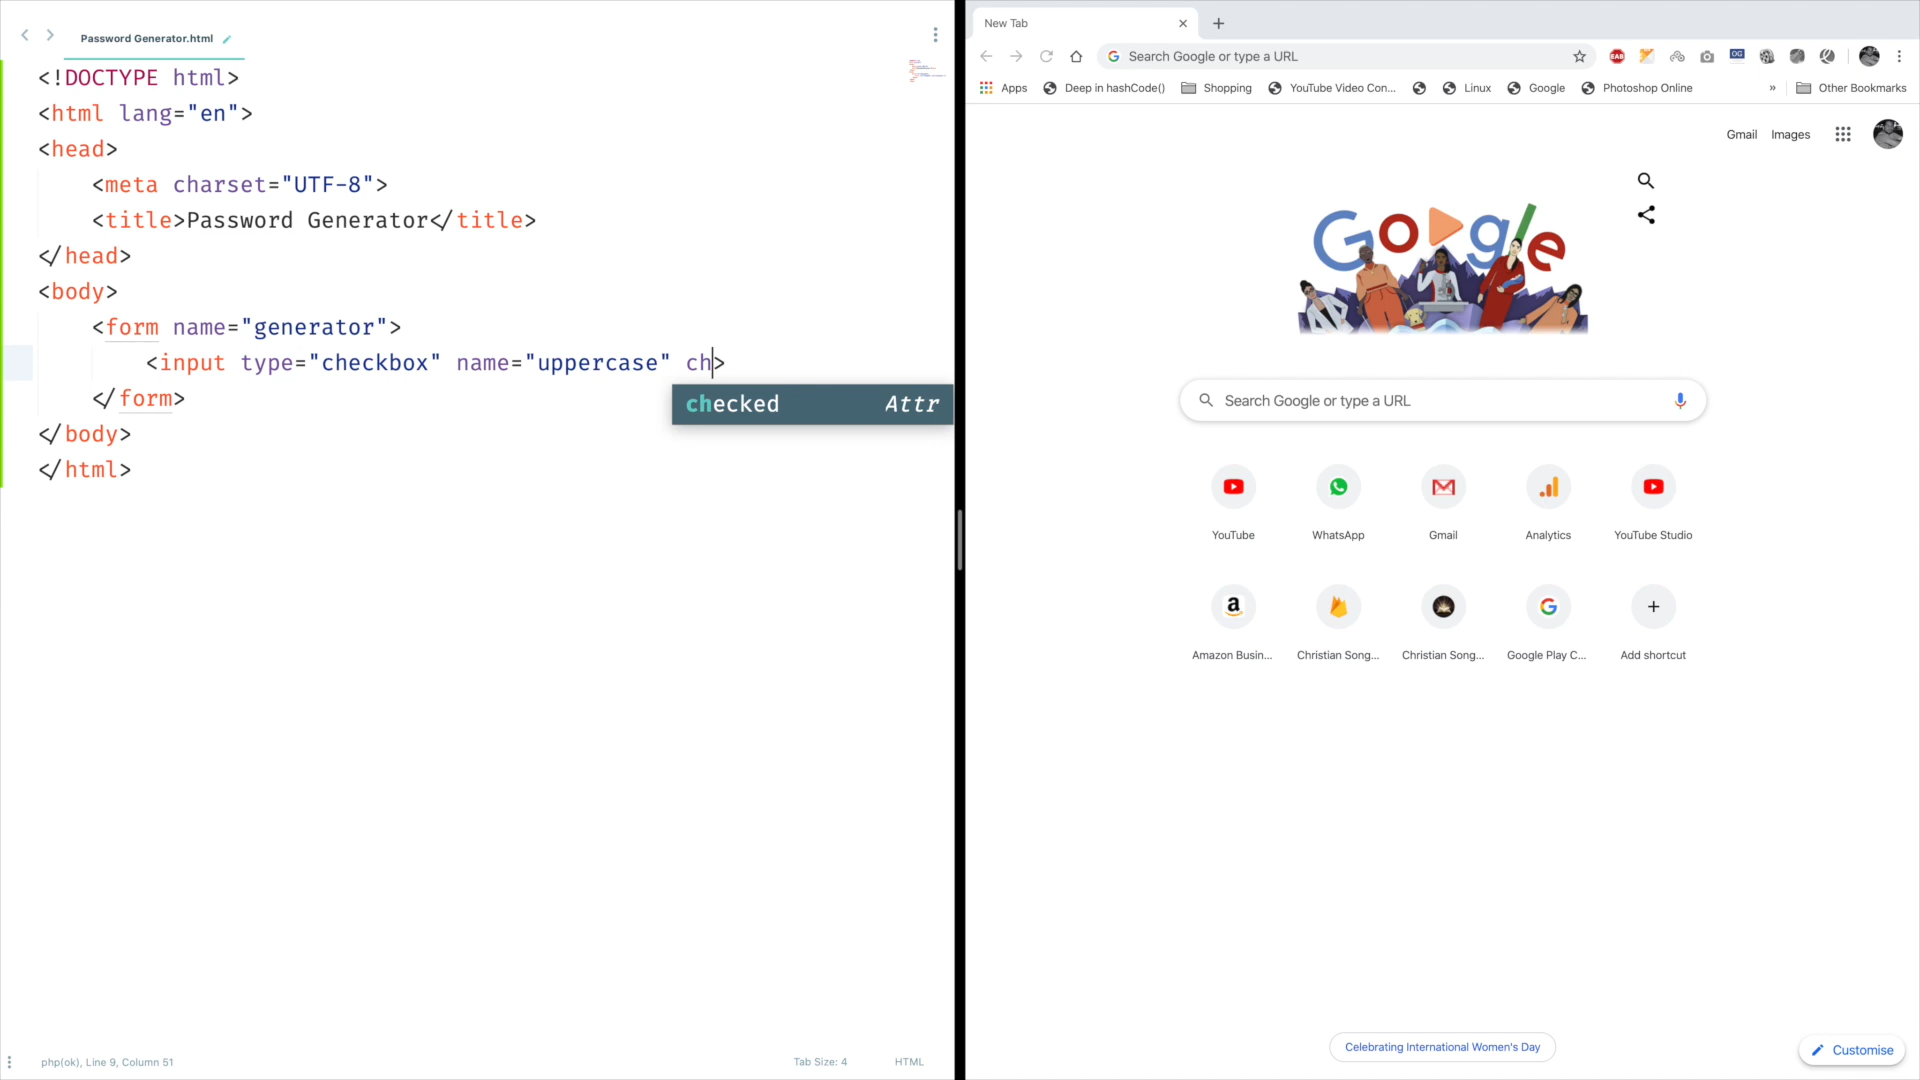 Password Generator.html
<!DOCTYPE html>
<html lang="en">
<head>
<meta charset="UTF-8">
<title>Password Generator</title>
</head>
<body>
<form name="generator">
<input type="checkbox" name="uppercase" ch>
checked Attr
</form>
</body>
</html>
php(ok), Line 9, Column 51
Tab Size: 4
HTML
New Tab
Search Google or type a URL
EAB
OG
Apps
Deep in hashCode()
Shopping
YouTube Video Con...
Linux
Google
Photoshop Online
»
Other Bookmarks
Gmail Images
Google
Search Google or type a URL
YouTube
WhatsApp
Gmail
Analytics
YouTube Studio
Amazon Busin...
Christian Song...
Christian Song...
Google Play C...
Add shortcut
Celebrating International Women's Day
Customise